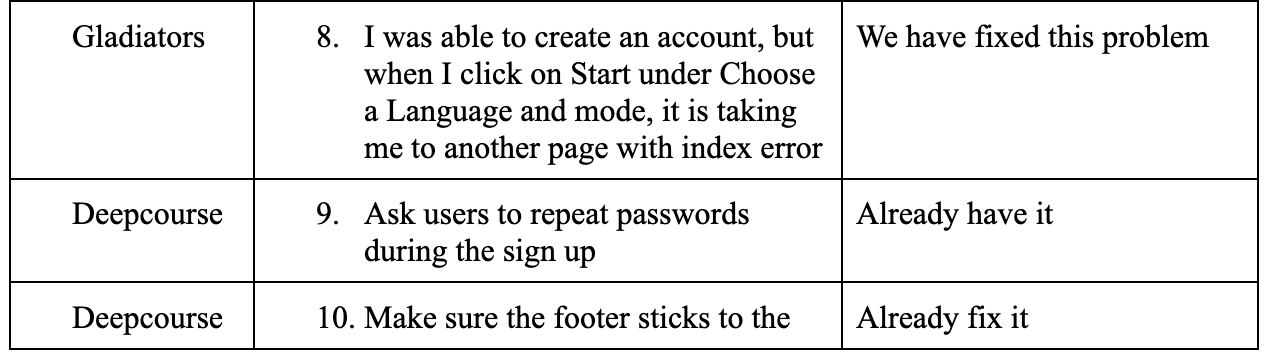 Gladiators 8. I was able to create an account, but We have fixed this problem
when I click on Start under Choose
a Language and mode, it is taking
me to another page with index error
Deepcourse 9. Ask users to repeat passwords Already have it
during the sign up
Deepcourse 10. Make sure the footer sticks to the Already fix it